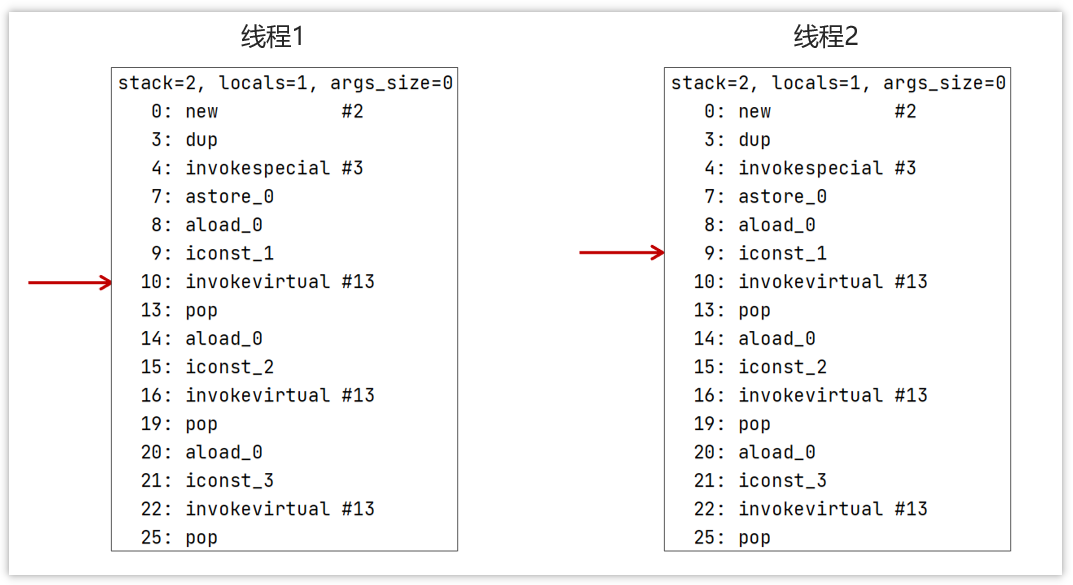 线程1
stack=2, locals=1, args_size=0
0: new #2
3: dup
4: invokespecial #3
7: astore_0
8: aload_0
9: iconst_1
10: invokevirtual #13
13: pop
14: aload_0
15: iconst_2
16: invokevirtual #13
19: pop
20: aload_0
21: iconst_3
22: invokevirtual #13
25: pop
线程2
stack=2, locals=1, args_size=0
0: new #2
3: dup
4: invokespecial #3
7: astore_0
8: aload_0
9: iconst_1
10: invokevirtual #13
13: pop
14: aload_0
15: iconst_2
16: invokevirtual #13
19: pop
20: aload_0
21: iconst_3
22: invokevirtual #13
25: pop